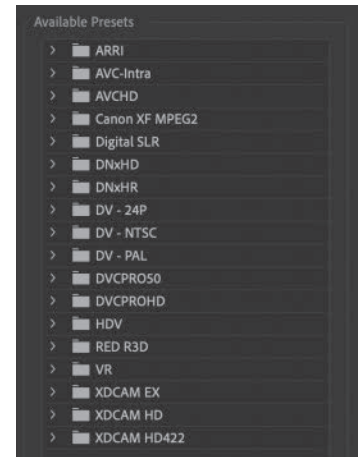 Available Presets
ARRI
AVC-Intra
AVCHD
Canon XF MPEG2
Digital SLR
DNxHD
DNxHR
DV - 24P
DV - NTSC
DV - PAL
DVCPRO50
DVCPROHD
HDV
RED R3D
VR
XDCAM EX
XDCAM HD
XDCAM HD422